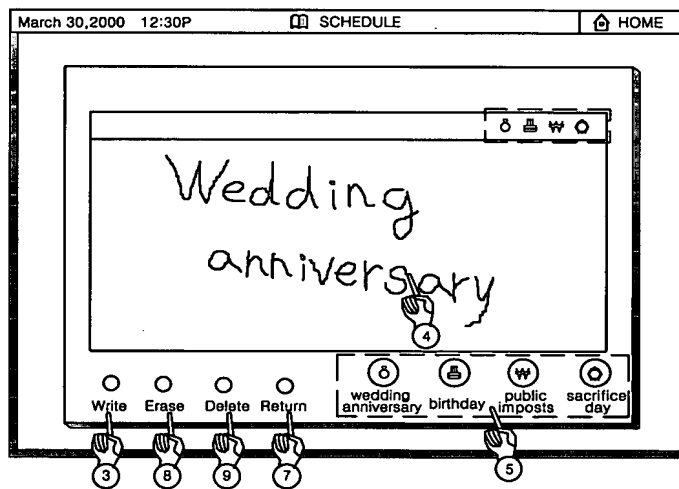 March 30,2000 12:30P SCHEDULE HOME
Wedding
anniversary
4
Write Erase Delete Return
wedding anniversary birthday public imposts sacrifice day
3 8 9 7 5